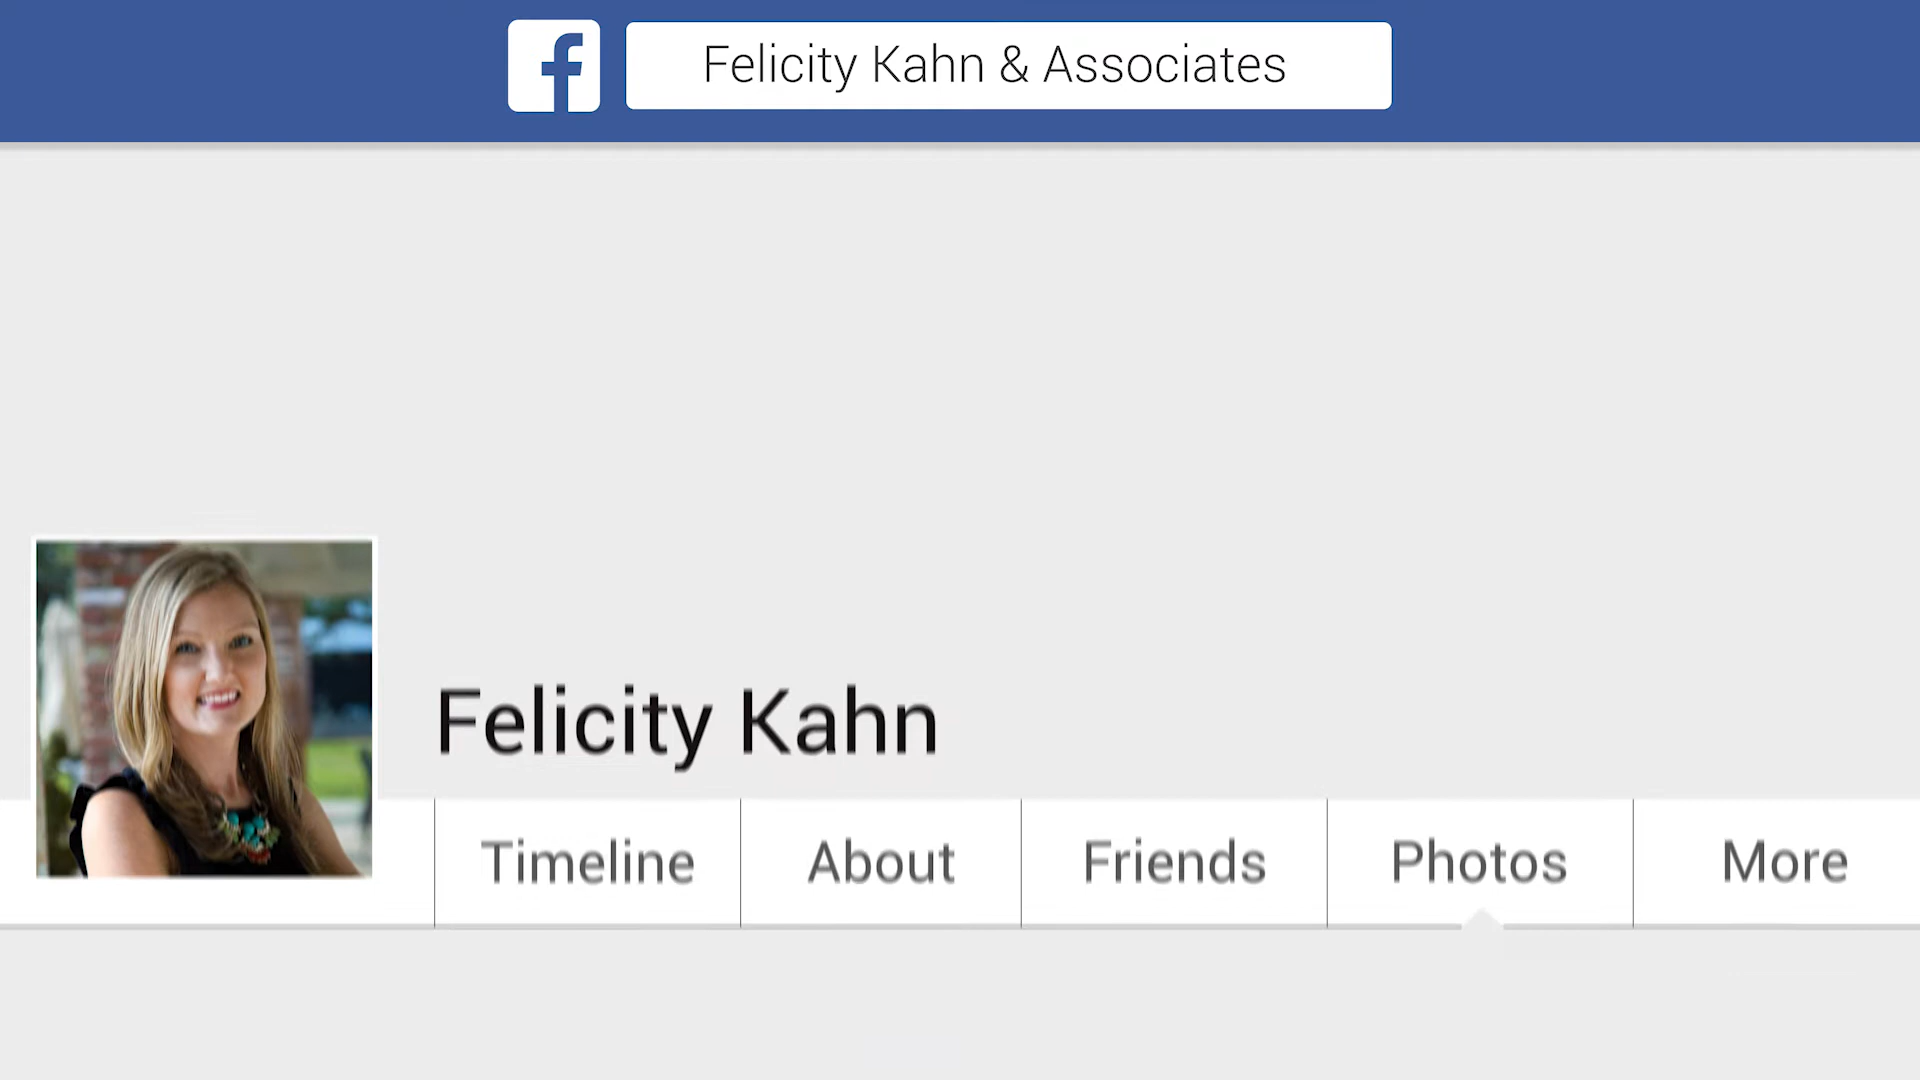 f
Felicity Kahn & Associates
Felicity Kahn
Timeline
About
Friends
Photos
More